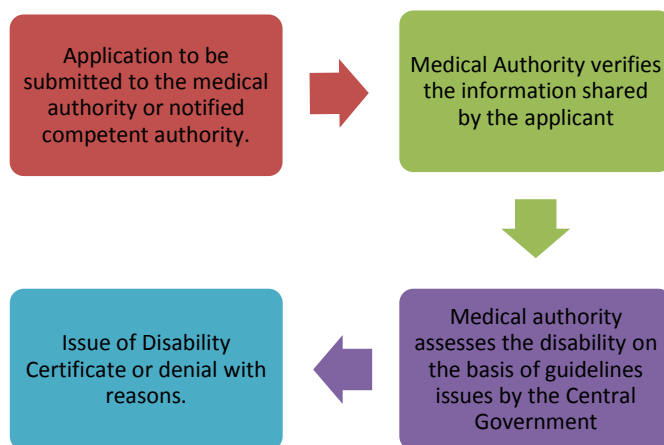 Application to be
submitted to the medical
authority or notified
competent authority.
Medical Authority verifies
the information shared
by the applicant
Medical authority
assesses the disability on
the basis of guidelines
issues by the Central
Government
Issue of Disability
Certificate or denial with
reasons.